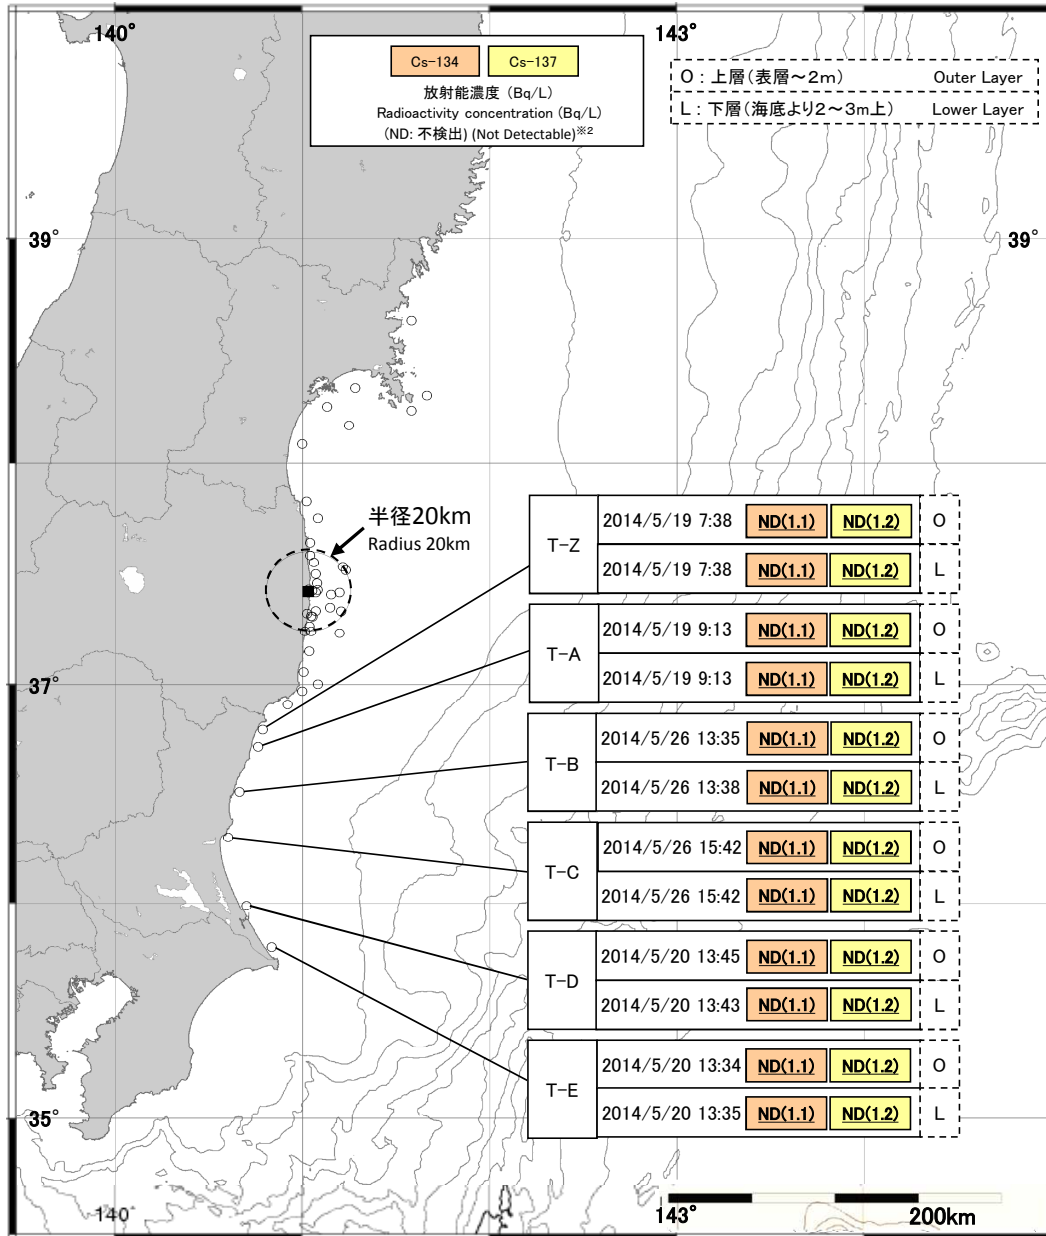 140°
143°
Cs-134 Cs-137
放射能濃度 (Bq/L)
Radioactivity concentration (Bq/L)
(ND: 不検出) (Not Detectable)※2
O : 上層(表層～2m) Outer Layer
L : 下層(海底より2～3m上) Lower Layer
39°
39°
半径20km
Radius 20km
T-Z
2014/5/19 7:38 ND(1.1) ND(1.2) O
2014/5/19 7:38 ND(1.1) ND(1.2) L
T-A
2014/5/19 9:13 ND(1.1) ND(1.2) O
2014/5/19 9:13 ND(1.1) ND(1.2) L
37°
T-B
2014/5/26 13:35 ND(1.1) ND(1.2) O
2014/5/26 13:38 ND(1.1) ND(1.2) L
T-C
2014/5/26 15:42 ND(1.1) ND(1.2) O
2014/5/26 15:42 ND(1.1) ND(1.2) L
T-D
2014/5/20 13:45 ND(1.1) ND(1.2) O
2014/5/20 13:43 ND(1.1) ND(1.2) L
T-E
2014/5/20 13:34 ND(1.1) ND(1.2) O
2014/5/20 13:35 ND(1.1) ND(1.2) L
35°
140°
143°
200km